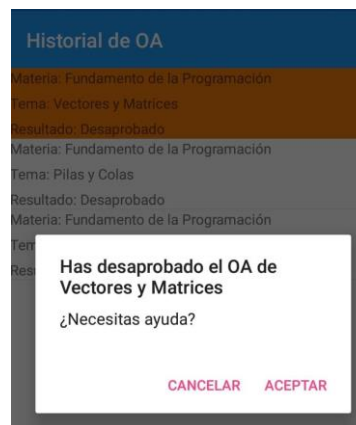 Historial de OA
Materia: Fundamento de la Programación
Tema: Vectores y Matrices
Resultado: Desaprobado
Materia: Fundamento de la Programación
Tema: Pilas y Colas
Resultado: Desaprobado
Materia: Fundamento de la Programación
Has desaprobado el OA de
Vectores y Matrices
¿Necesitas ayuda?
CANCELAR ACEPTAR